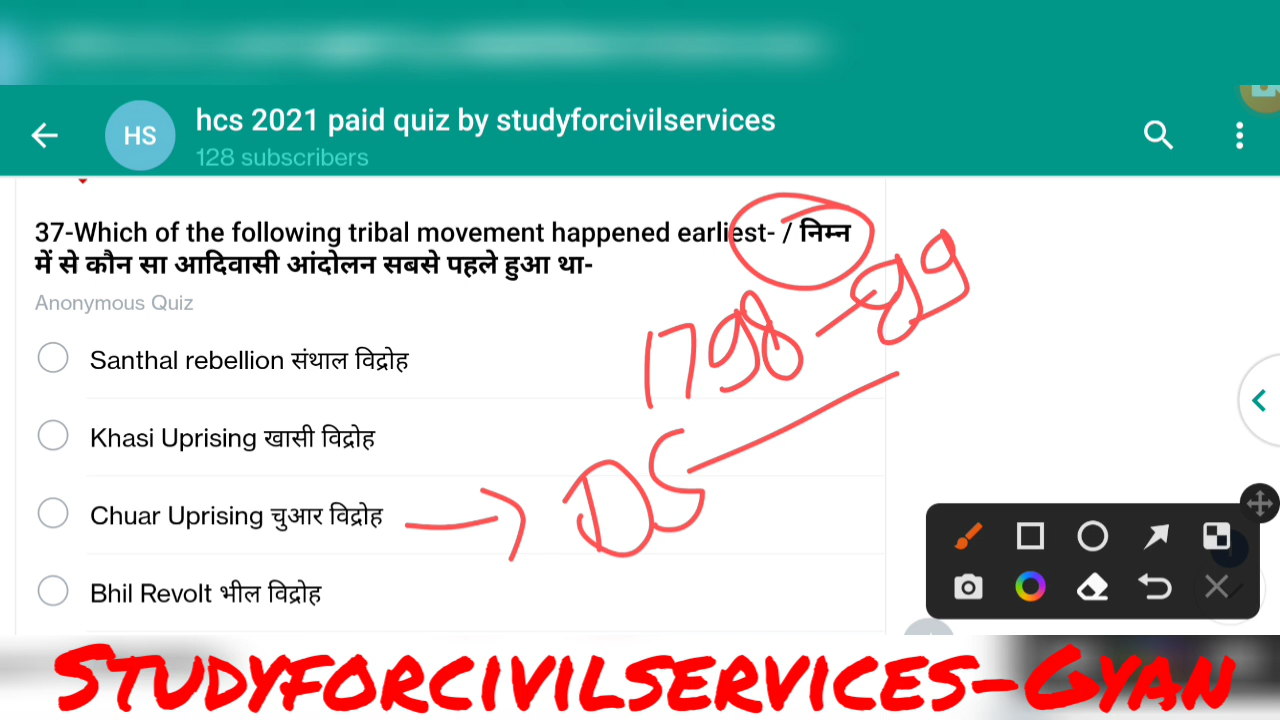 HS
hcs 2021 paid quiz by studyforcivilservices
128 subscribers
37-Which of the following tribal movement happened earliest- / निम्न
में से कौन सा आदिवासी आंदोलन सबसे पहले हुआ था-
Anonymous Quiz
1798-99
Santhal rebellion संथाल विद्रोह
Khasi Uprising खासी विद्रोह
Chuar Uprising चुआर विद्रोह
DS
Bhil Revolt भील विद्रोह
STUDYFORCIVILSERVICES-GYAN